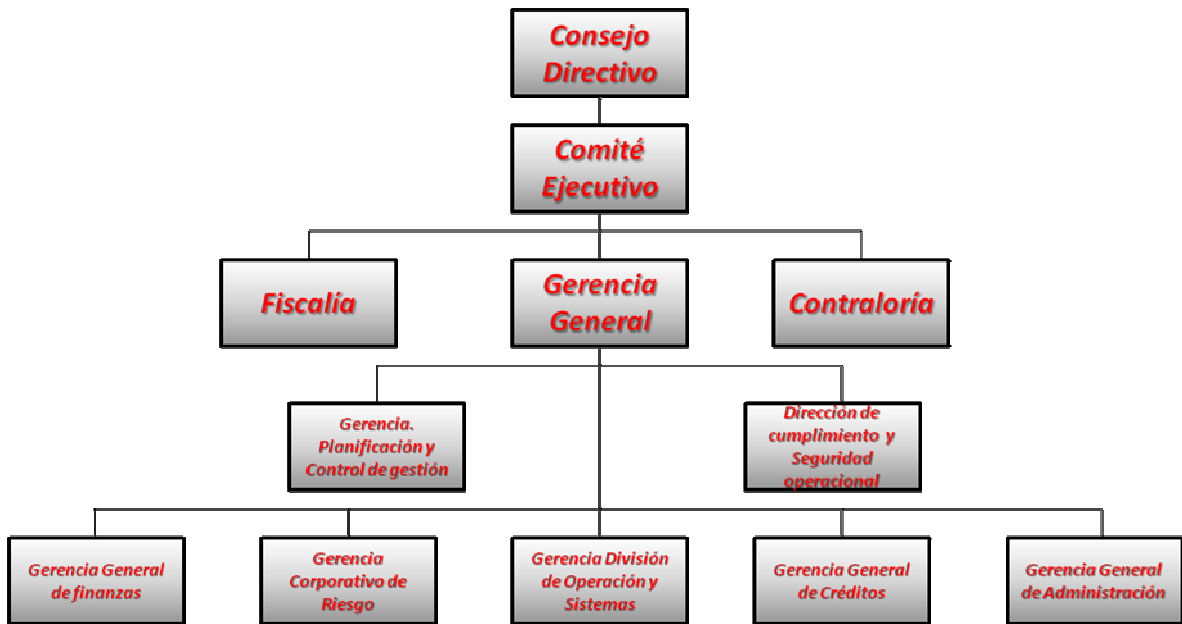 Consejo
Directivo
Comité
Ejecutivo
Fiscalía
Gerencia
General
Contraloría
Gerencia.
Planificación y
Control de gestión
Dirección de
cumplimiento y
Seguridad
operacional
Gerencia General
de finanzas
Gerencia
Corporativo de
Riesgo
Gerencia División
de Operación y
Sistemas
Gerencia General
de Créditos
Gerencia General
de Administración